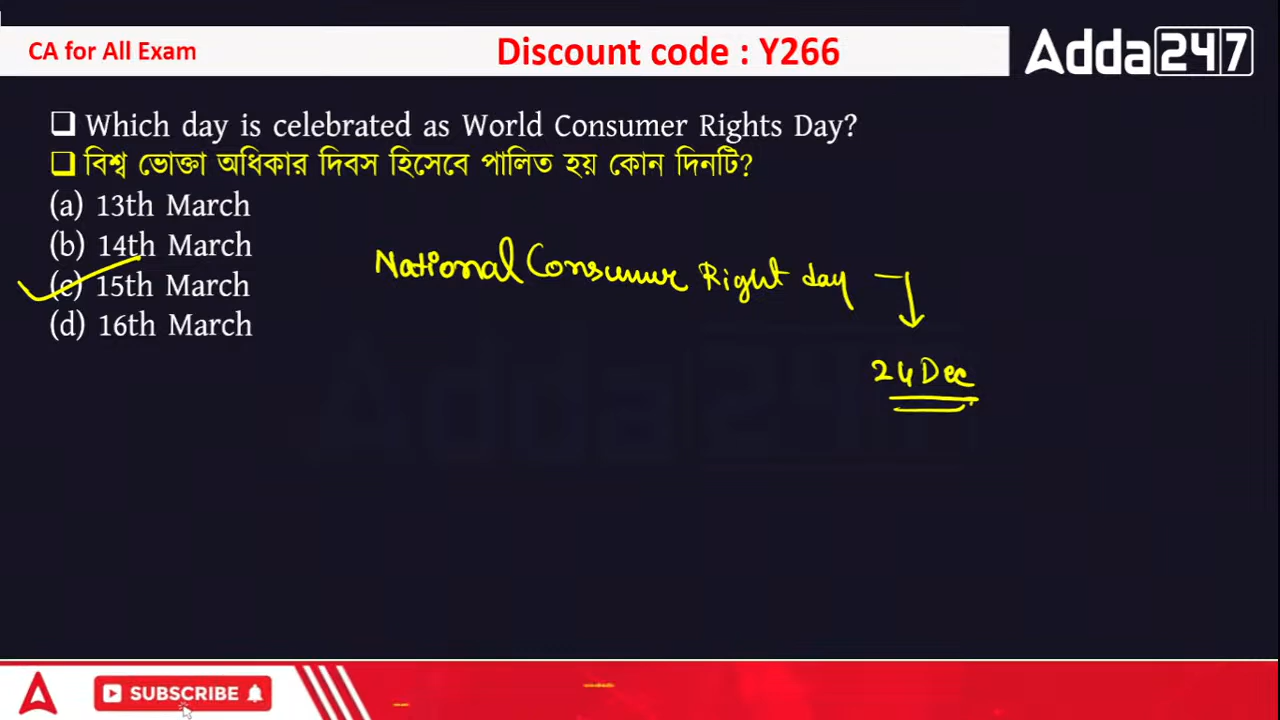 CA for All Exam
Discount code : Y266
Adda247
❑ Which day is celebrated as World Consumer Rights Day?
❑ বিশ্ব ভোক্তা অধিকার দিবস হিসেবে পালিত হয় কোন দিনটি?
(a) 13th March
(b) 14th March
(c) 15th March
(d) 16th March
National Consumer Right day
24 Dec
Adda247
SUBSCRIBE